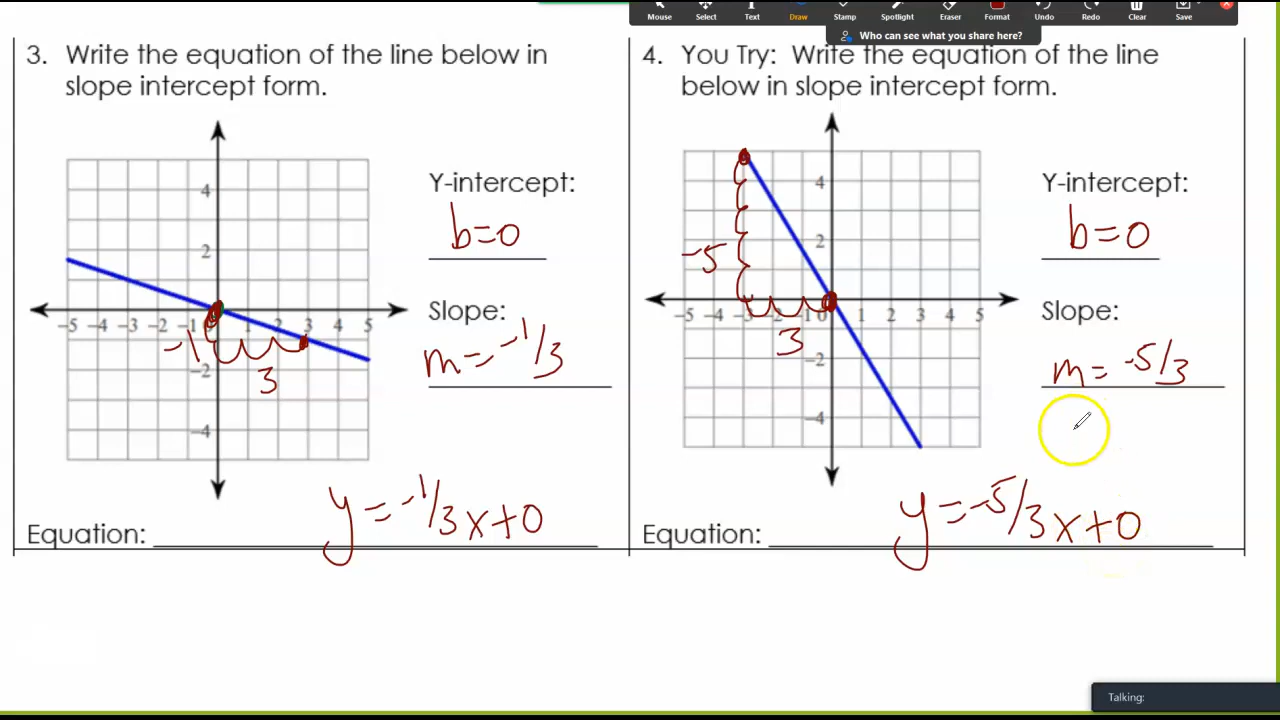 Mouse Select Text Draw Stamp Spotlight Eraser Format Undo Redo Clear Save
Who can see what you share here?
3. Write the equation of the line below in
slope intercept form.
4
2
-5 -4 -3 -2 -1 0 1 2 3 4 5
-2
-4
-1
3
Y-intercept:
b=0
Slope:
m=-1/3
Equation: y=-1/3x+0
4. You Try: Write the equation of the line
below in slope intercept form.
4
2
-5 -4 -3 -2 -1 0 1 2 3 4 5
-2
-4
-5
3
Y-intercept:
b=0
Slope:
m=-5/3
Equation: y=-5/3x+0
Talking: